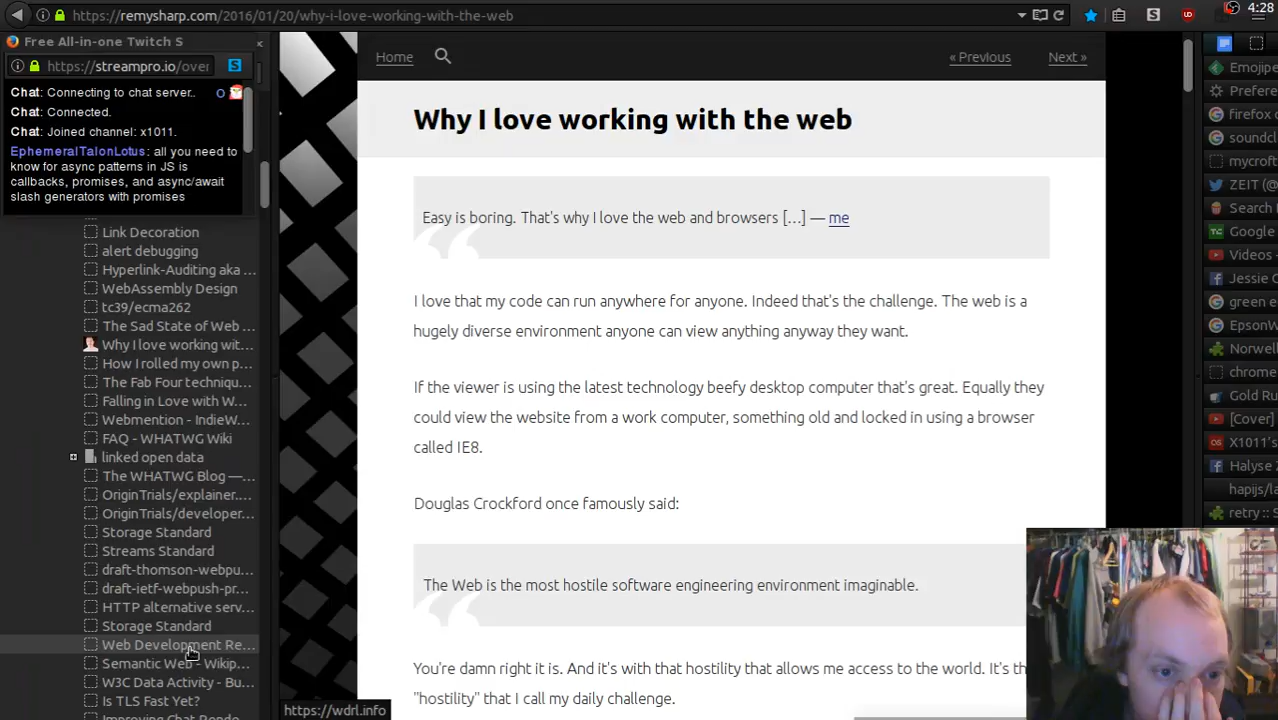 https://remysharp.com/2016/01/20/why-i-love-working-with-the-web
4:28
Free All-in-one Twitch S
https://streampro.io/over
Chat: Connecting to chat server..
Chat: Connected.
Chat: Joined channel: x1011.
EphemeralTalonLotus: all you need to
know for async patterns in JS is
callbacks, promises, and async/await
slash generators with promises
Link Decoration
alert debugging
Hyperlink-Auditing aka ...
WebAssembly Design
tc39/ecma262
The Sad State of Web ...
Why I love working wit...
How I rolled my own p...
The Fab Four techniqu...
Falling in Love with W...
Webmention - IndieW...
FAQ - WHATWG Wiki
linked open data
The WHATWG Blog —...
OriginTrials/explainer....
OriginTrials/developer...
Storage Standard
Streams Standard
draft-thomson-webpu...
draft-ietf-webpush-pr...
HTTP alternative serv...
Storage Standard
Web Development Re...
Semantic Web - Wikip...
W3C Data Activity - Bu...
Is TLS Fast Yet?
Improving Chat Rende...
https://wdrl.info
Home
« Previous
Next »
Why I love working with the web
Easy is boring. That's why I love the web and browsers [...] — me
I love that my code can run anywhere for anyone. Indeed that's the challenge. The web is a
hugely diverse environment anyone can view anything anyway they want.
If the viewer is using the latest technology beefy desktop computer that's great. Equally they
could view the website from a work computer, something old and locked in using a browser
called IE8.
Douglas Crockford once famously said:
The Web is the most hostile software engineering environment imaginable.
You're damn right it is. And it's with that hostility that allows me access to the world. It's th
"hostility" that I call my daily challenge.
Emojipe
Prefere
firefox
soundcl
mycroft
ZEIT (@
Search
Google
Videos -
Jessie C
green e
EpsonW
Norwell
chrome
Gold Ru
[Cover]
X1011's
Halyse
hapijs/la
retry :: S